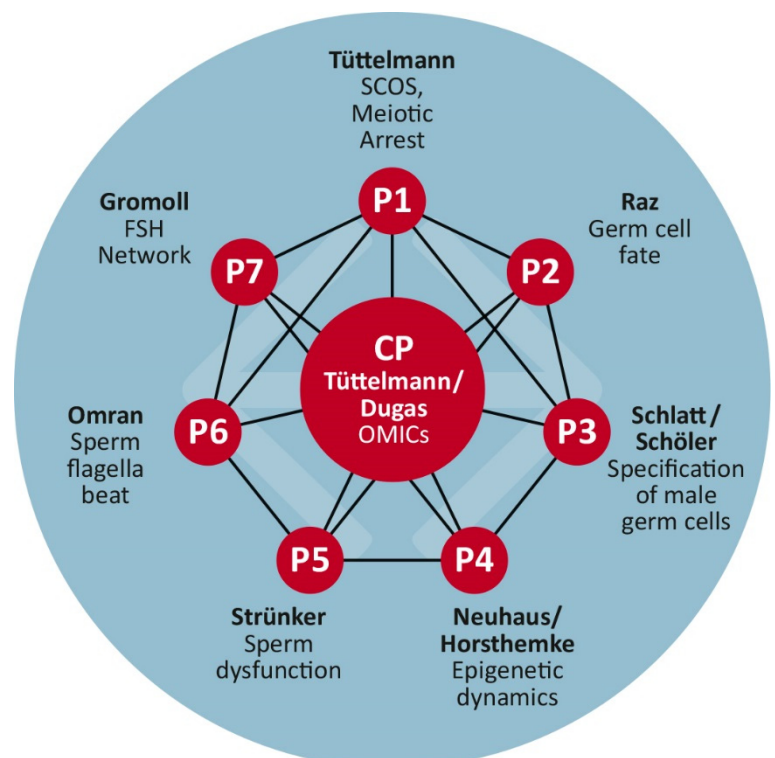 Tüttelmann
SCOS,
Meiotic
Arrest
P1
Gromoll
FSH
Network
P7
Raz
Germ cell
fate
P2
CP
Tüttelmann/
Dugas
OMICs
Omran
Sperm
flagella
beat
P6
Schlatt/
Schöler
Specification
of male
germ cells
P3
P5
Strünker
Sperm
dysfunction
P4
Neuhaus/
Horsthemke
Epigenetic
dynamics